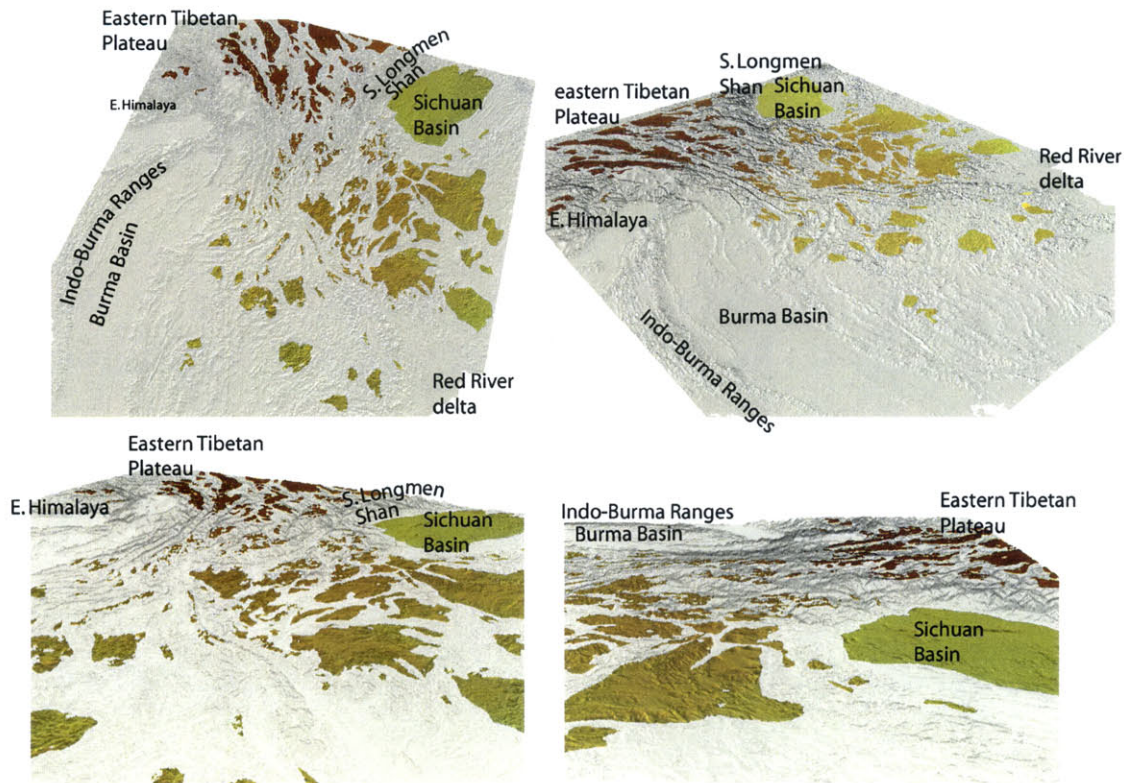 Eastern Tibetan
Plateau
E. Himalaya
S. Longmen
Shan
Sichuan
Basin
Indo-Burma Ranges
Burma Basin
Red River
delta
S. Longmen
Shan
Sichuan
Basin
eastern Tibetan
Plateau
Red River
delta
E. Himalaya
Burma Basin
Indo-Burma Ranges
Eastern Tibetan
Plateau
E. Himalaya
S. Longmen
Shan
Sichuan
Basin
Indo-Burma Ranges
Burma Basin
Eastern Tibetan
Plateau
Sichuan
Basin